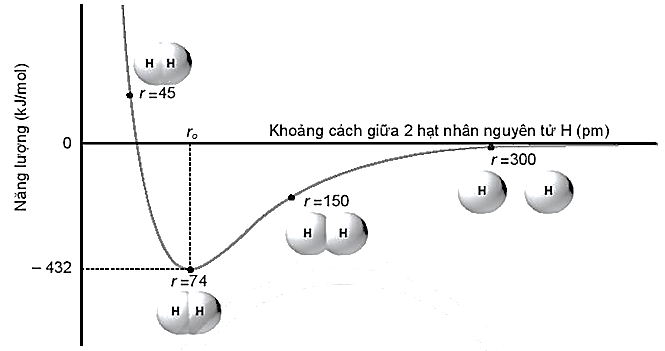 Năng lượng (kJ/mol)
H H
r =45
0
r₀
Khoảng cách giữa 2 hạt nhân nguyên tử H (pm)
r =300
H H
r =150
H H
– 432
r =74
H H